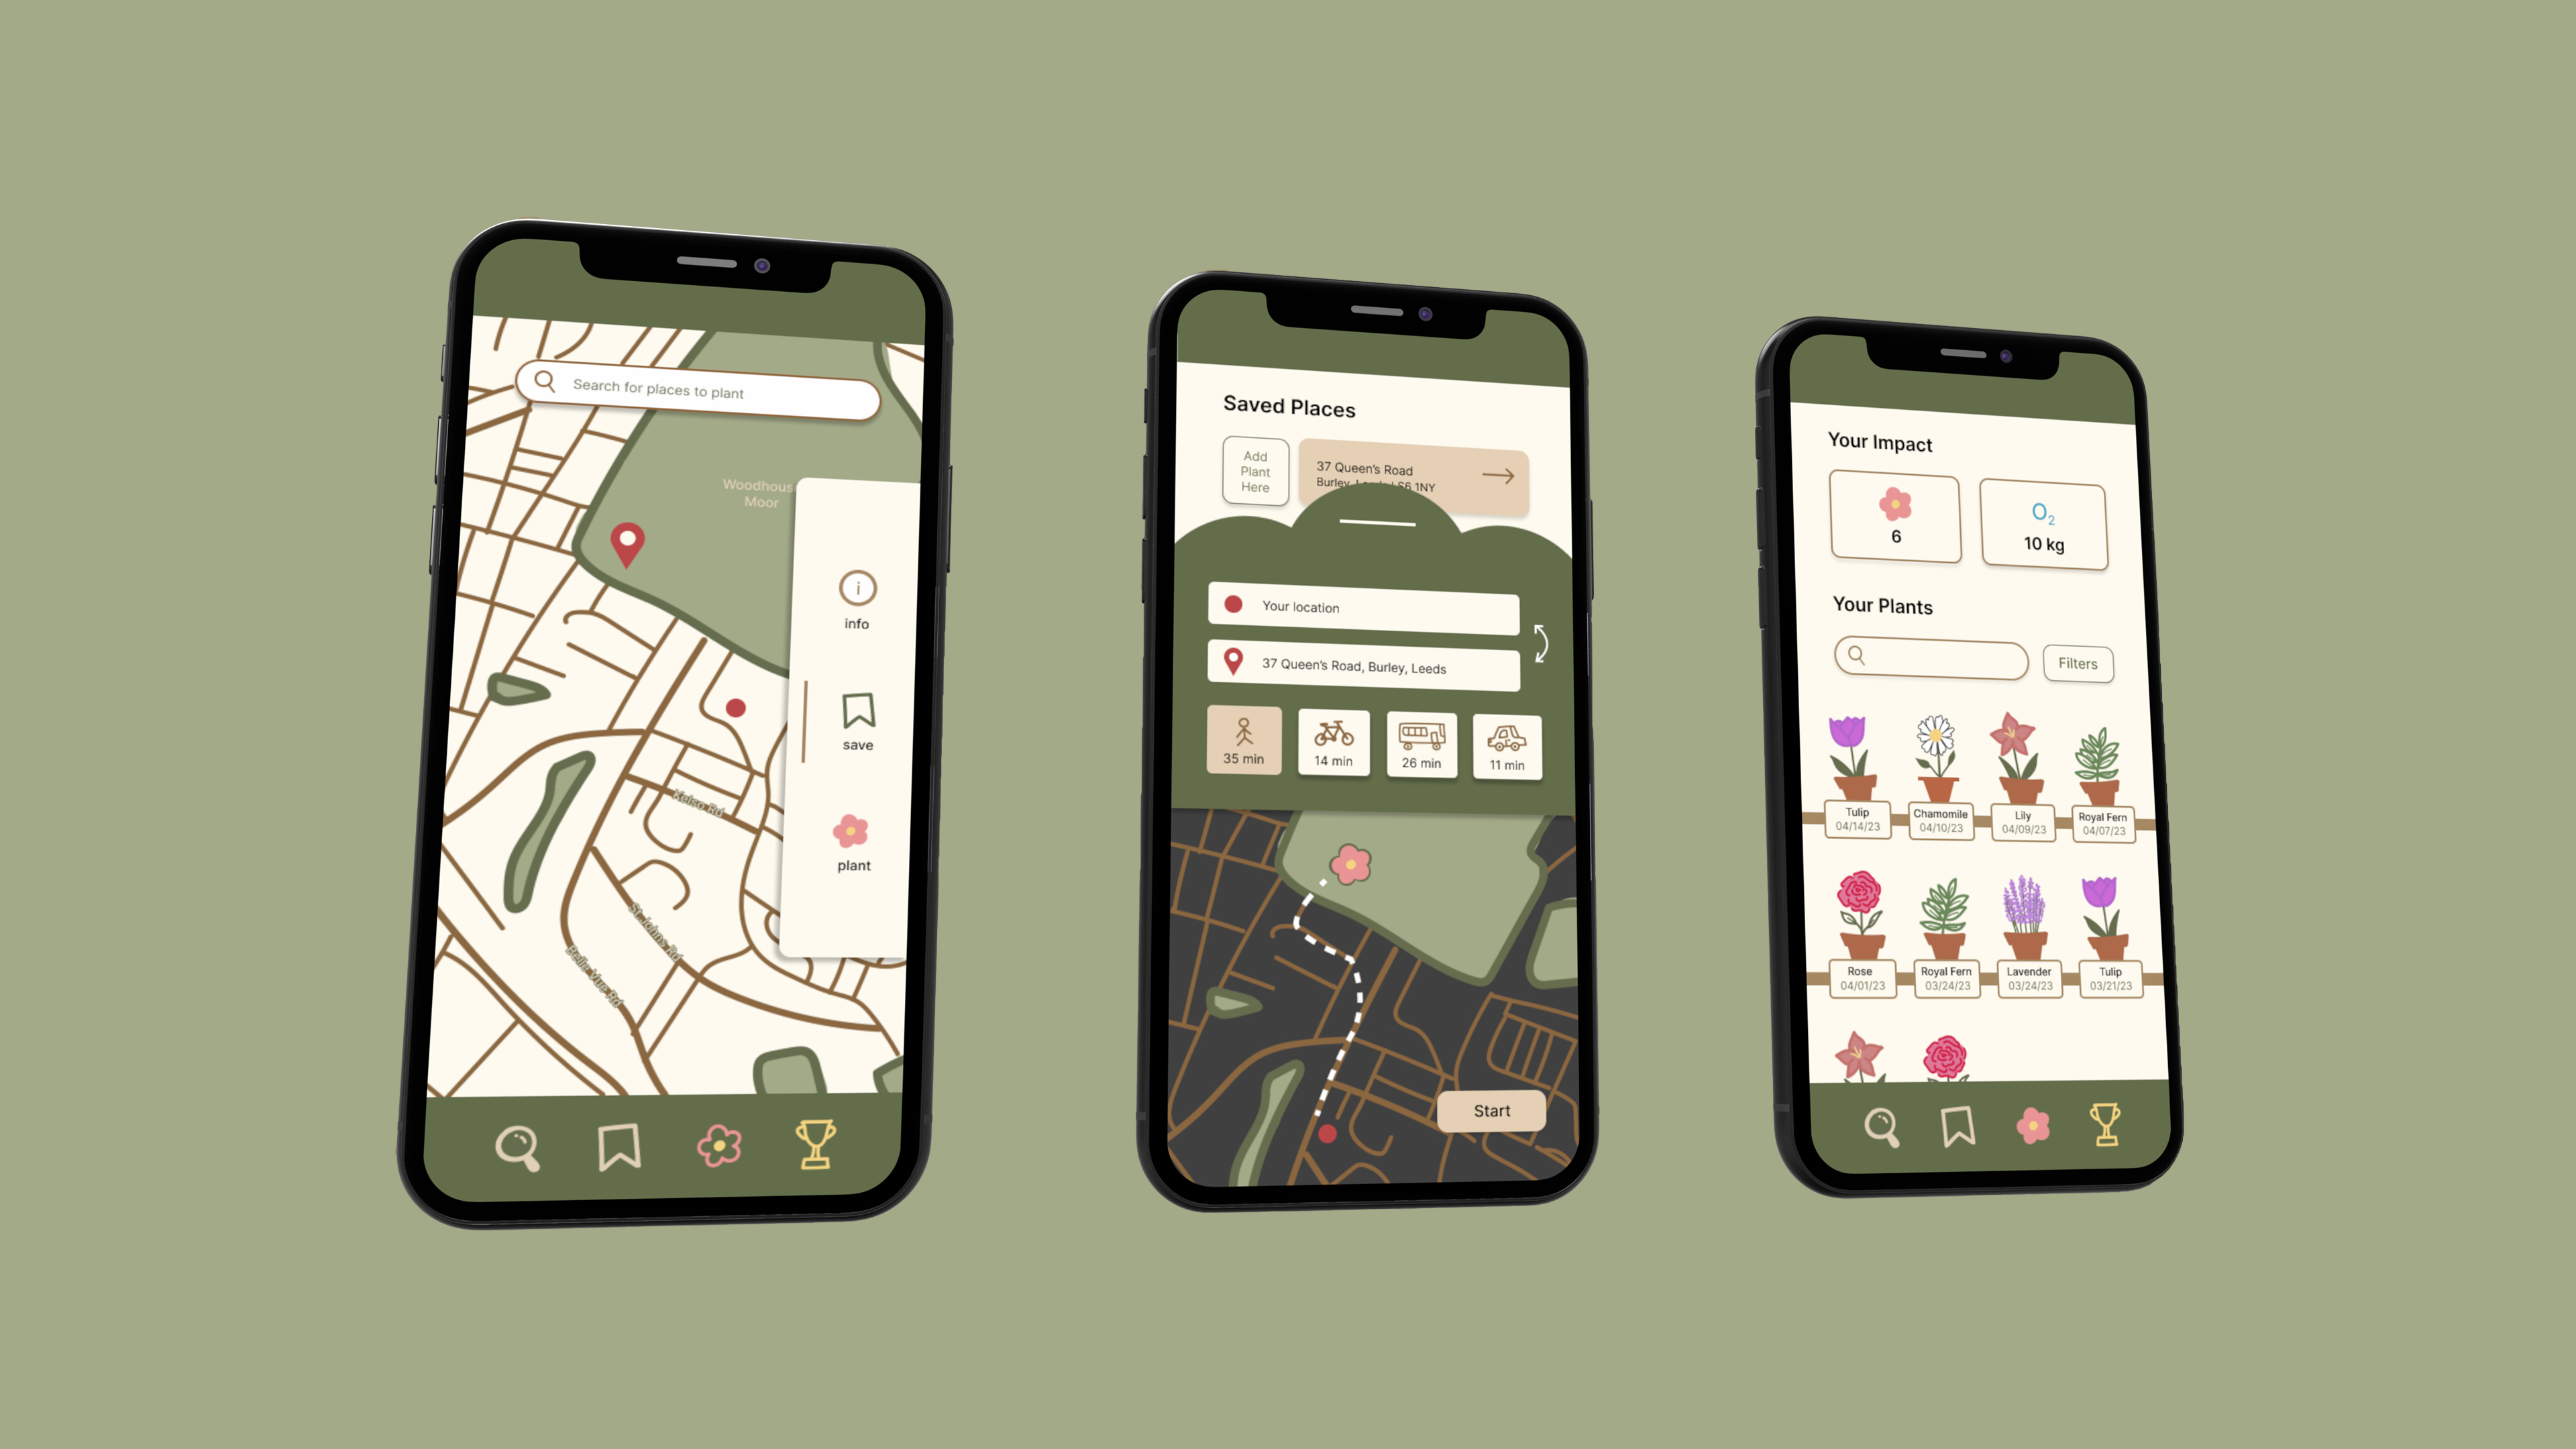 Search for places to plant
Woodhous
Moor
info
save
plant
Kelso Rd
St Johns Rd
Belle Vue Rd
Saved Places
Add
Plant
Here
37 Queen's Road
Burley, LS6 1NY
Your location
37 Queen's Road, Burley, Leeds
35 min
14 min
26 min
11 min
Start
Your Impact
6
O₂
10 kg
Your Plants
Filters
Tulip
04/14/23
Chamomile
04/10/23
Lily
04/09/23
Royal Fern
04/07/23
Rose
04/01/23
Royal Fern
03/24/23
Lavender
03/24/23
Tulip
03/21/23